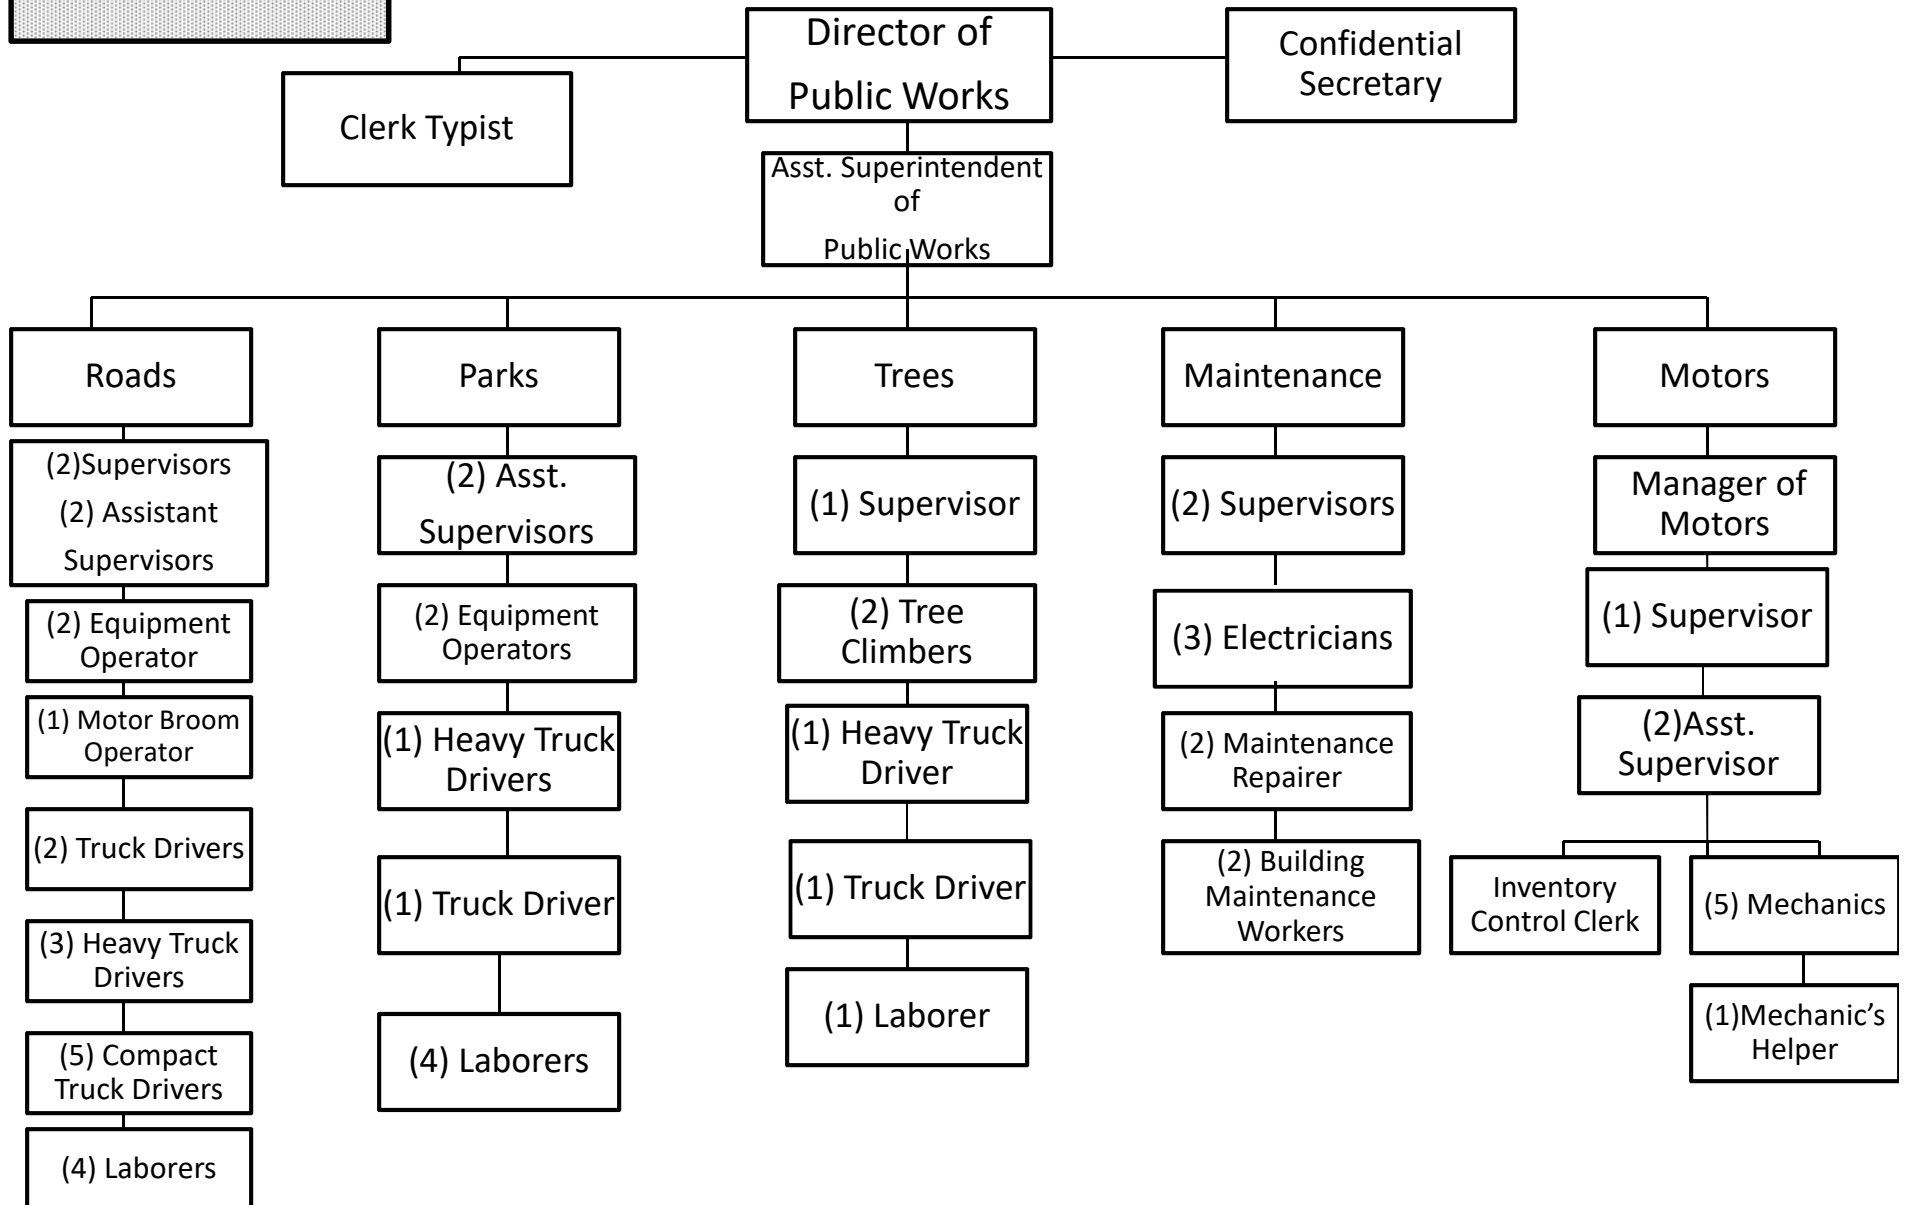 Director of
Public Works
Confidential
Secretary
Clerk Typist
Asst. Superintendent
of
Public Works
Roads
Parks
Trees
Maintenance
Motors
(2)Supervisors
(2) Assistant
Supervisors
(2) Equipment
Operator
(1) Motor Broom
Operator
(2) Truck Drivers
(3) Heavy Truck
Drivers
(5) Compact
Truck Drivers
(4) Laborers
(2) Asst.
Supervisors
(2) Equipment
Operators
(1) Heavy Truck
Drivers
(1) Truck Driver
(4) Laborers
(1) Supervisor
(2) Tree
Climbers
(1) Heavy Truck
Driver
(1) Truck Driver
(1) Laborer
(2) Supervisors
(3) Electricians
(2) Maintenance
Repairer
(2) Building
Maintenance
Workers
Manager of
Motors
(1) Supervisor
(2)Asst.
Supervisor
Inventory
Control Clerk
(5) Mechanics
(1)Mechanic’s
Helper